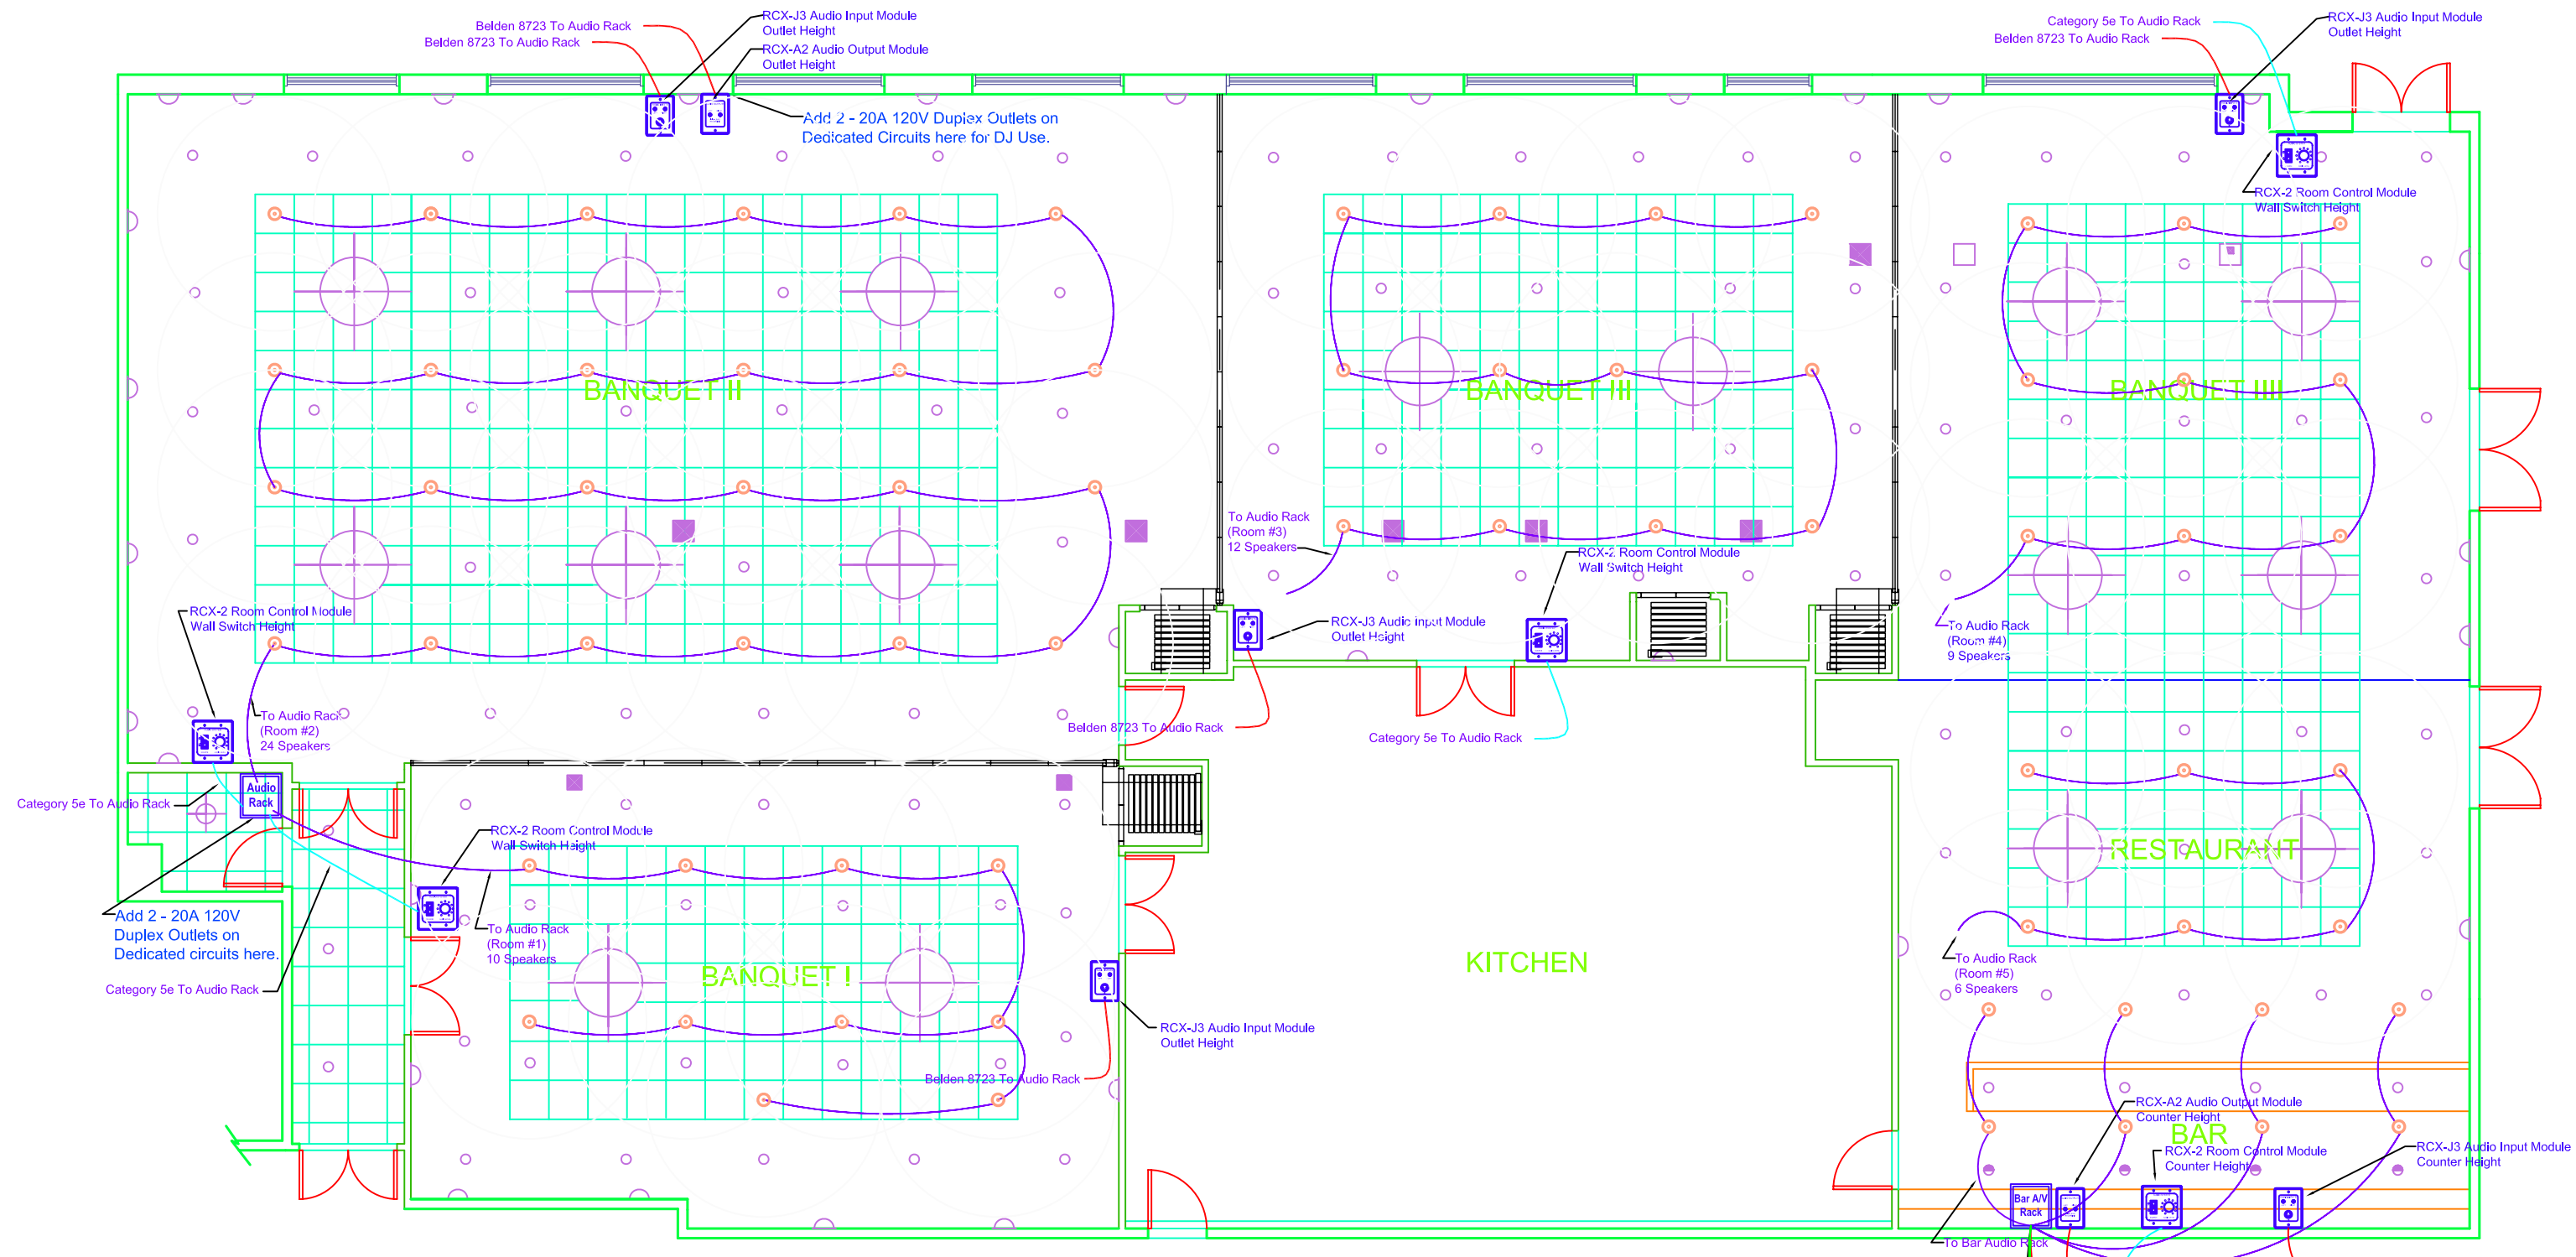 Belden 8723 To Audio Rack
Belden 8723 To Audio Rack
RCX-J3 Audio Input Module
Outlet Height
RCX-A2 Audio Output Module
Outlet Height
Add 2 - 20A 120V Duplex Outlets on
Dedicated Circuits here for DJ Use.
Category 5e To Audio Rack
Belden 8723 To Audio Rack
RCX-J3 Audio Input Module
Outlet Height
RCX-2 Room Control Module
Wall Switch Height
BANQUET II
BANQUET III
BANQUET IIII
To Audio Rack
(Room #3)
12 Speakers
RCX-2 Room Control Module
Wall Switch Height
RCX-J3 Audio Input Module
Outlet Height
Belden 8723 To Audio Rack
Category 5e To Audio Rack
To Audio Rack
(Room #4)
9 Speakers
RCX-2 Room Control Module
Wall Switch Height
To Audio Rack
(Room #2)
24 Speakers
Category 5e To Audio Rack
Audio
Rack
RCX-2 Room Control Module
Wall Switch Height
Add 2 - 20A 120V
Duplex Outlets on
Dedicated circuits here.
Category 5e To Audio Rack
To Audio Rack
(Room #1)
10 Speakers
BANQUET I
RCX-J3 Audio Input Module
Outlet Height
Belden 8723 To Audio Rack
KITCHEN
RESTAURANT
To Audio Rack
(Room #5)
6 Speakers
RCX-A2 Audio Output Module
Counter Height
BAR
RCX-2 Room Control Module
Counter Height
RCX-J3 Audio Input Module
Counter Height
Bar A/V
Rack
To Bar Audio Rack